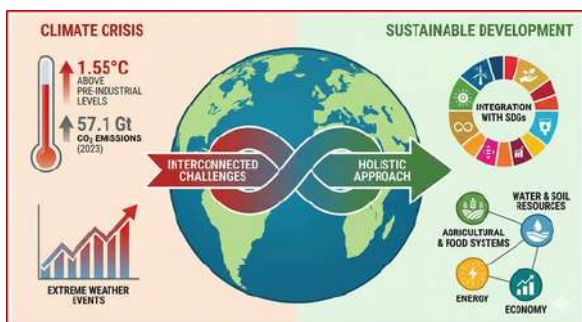 CLIMATE CRISIS
1.55°C
ABOVE
PRE-INDUSTRIAL
LEVELS
57.1 Gt
CO₂ EMISSIONS
(2023)
EXTREME WEATHER
EVENTS
INTERCONNECTED
CHALLENGES
HOLISTIC
APPROACH
SUSTAINABLE DEVELOPMENT
INTEGRATION
WITH SDGs
WATER & SOIL
RESOURCES
AGRICULTURAL
& FOOD SYSTEMS
ENERGY
ECONOMY